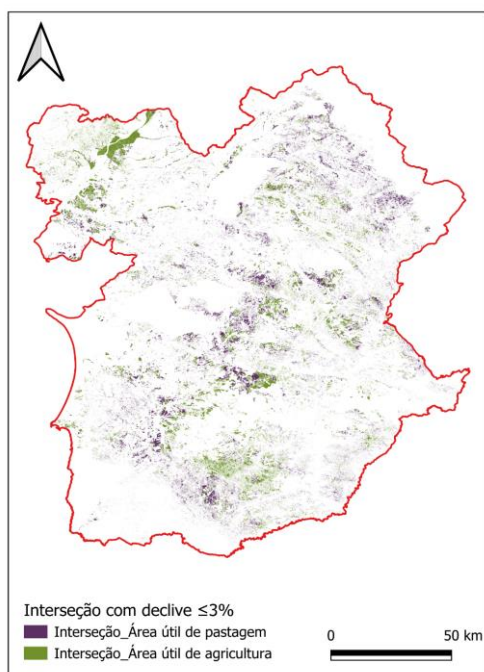 Interseção com declive ≤3%
Interseção_Área útil de pastagem
Interseção_Área útil de agricultura
0 50 km